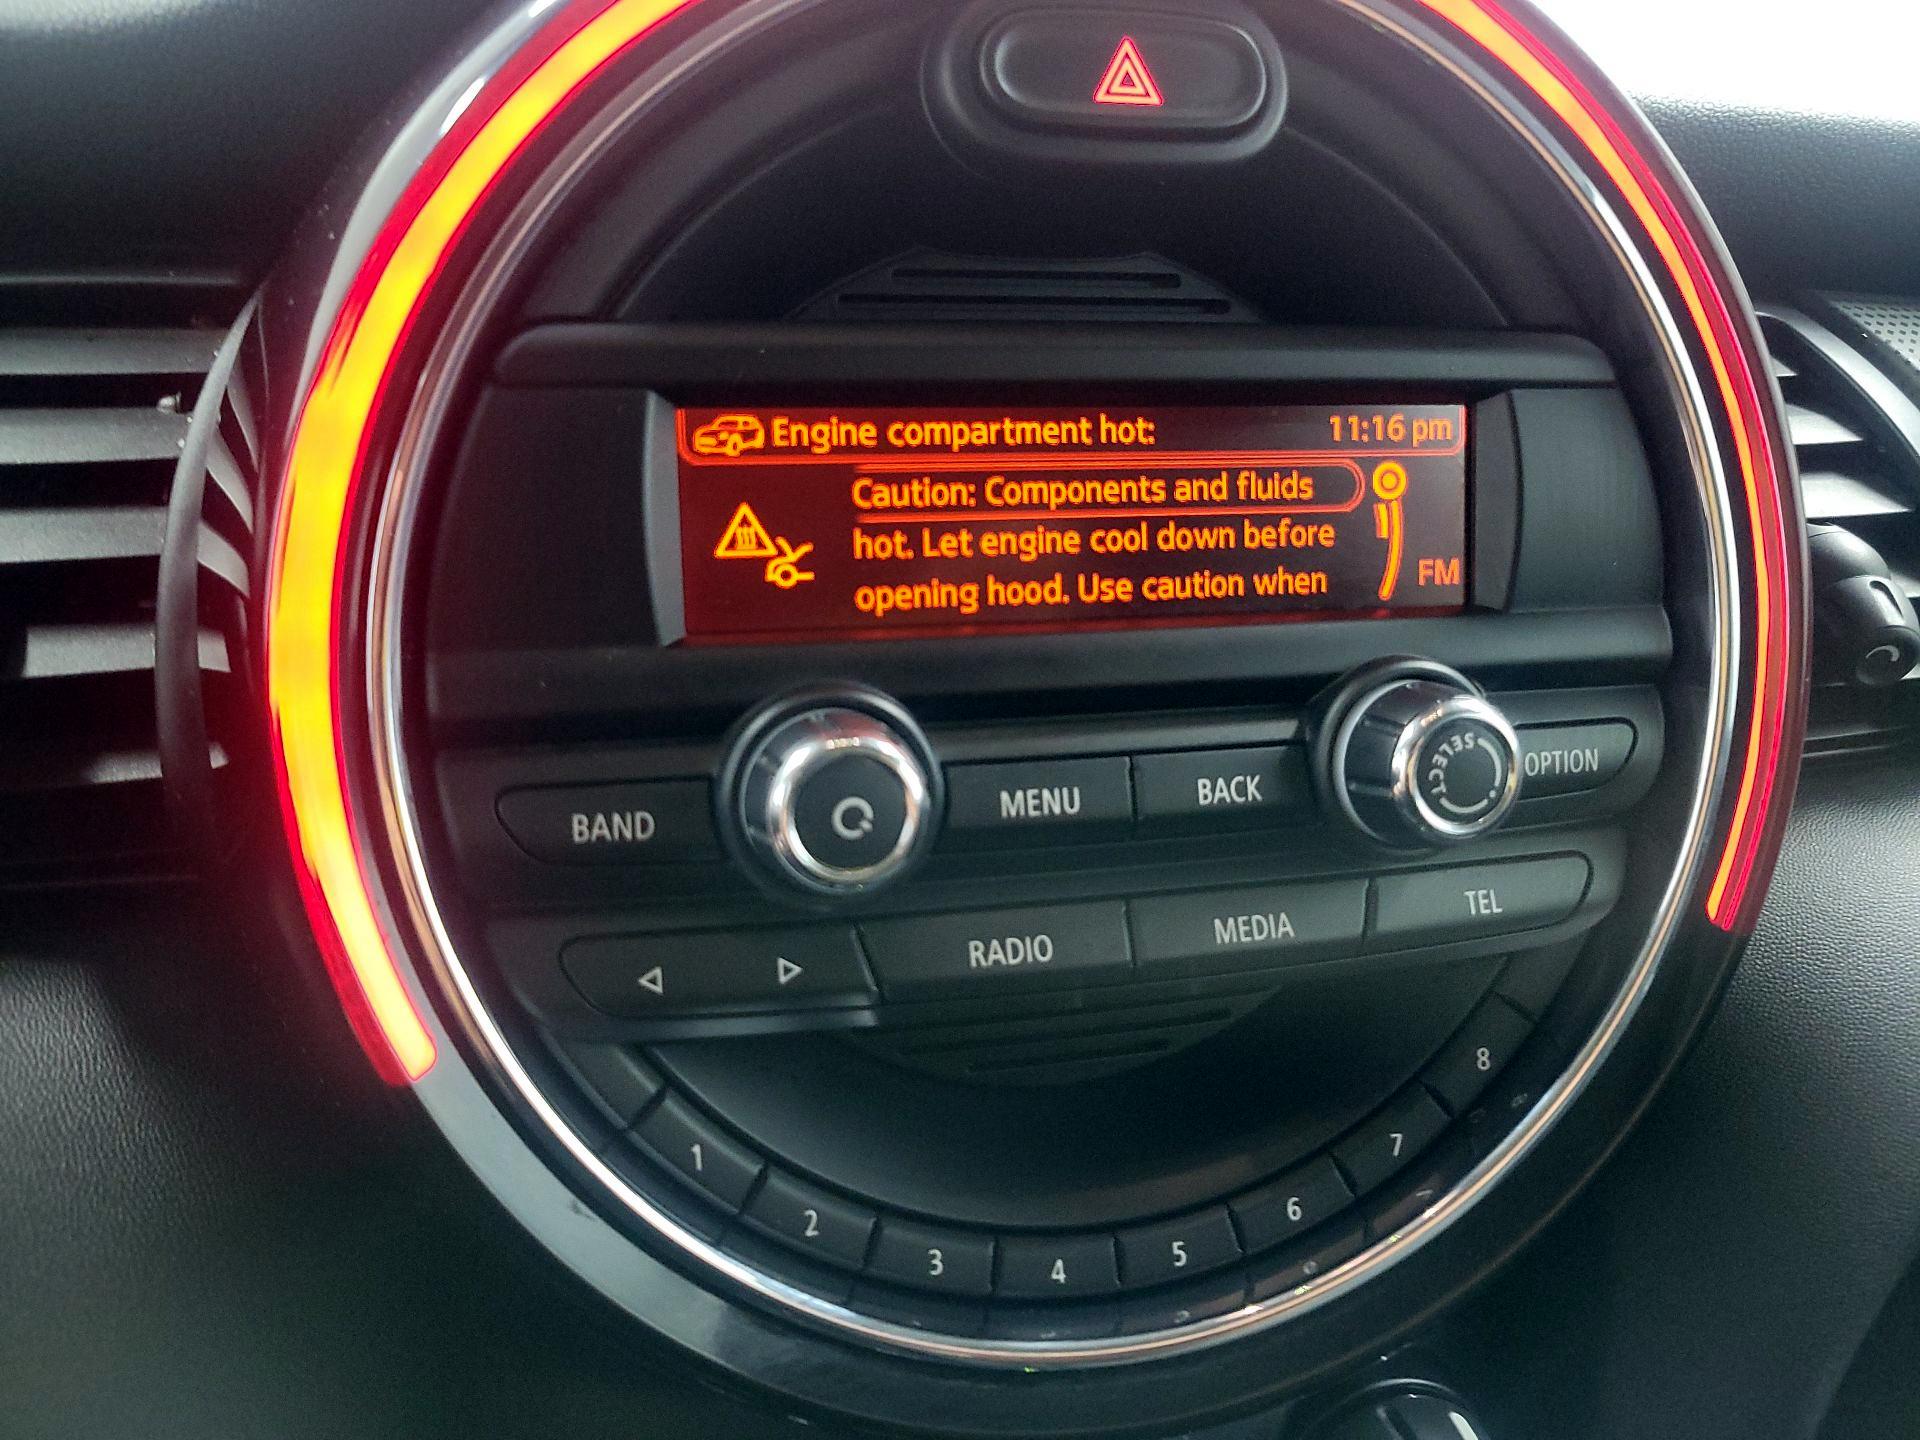 Engine compartment hot: 11:16 pm
Caution: Components and fluids
hot. Let engine cool down before
opening hood. Use caution when
FM
BAND
MENU
BACK
SELECT
OPTION
RADIO
MEDIA
TEL
1
2
3
4
5
6
7
8